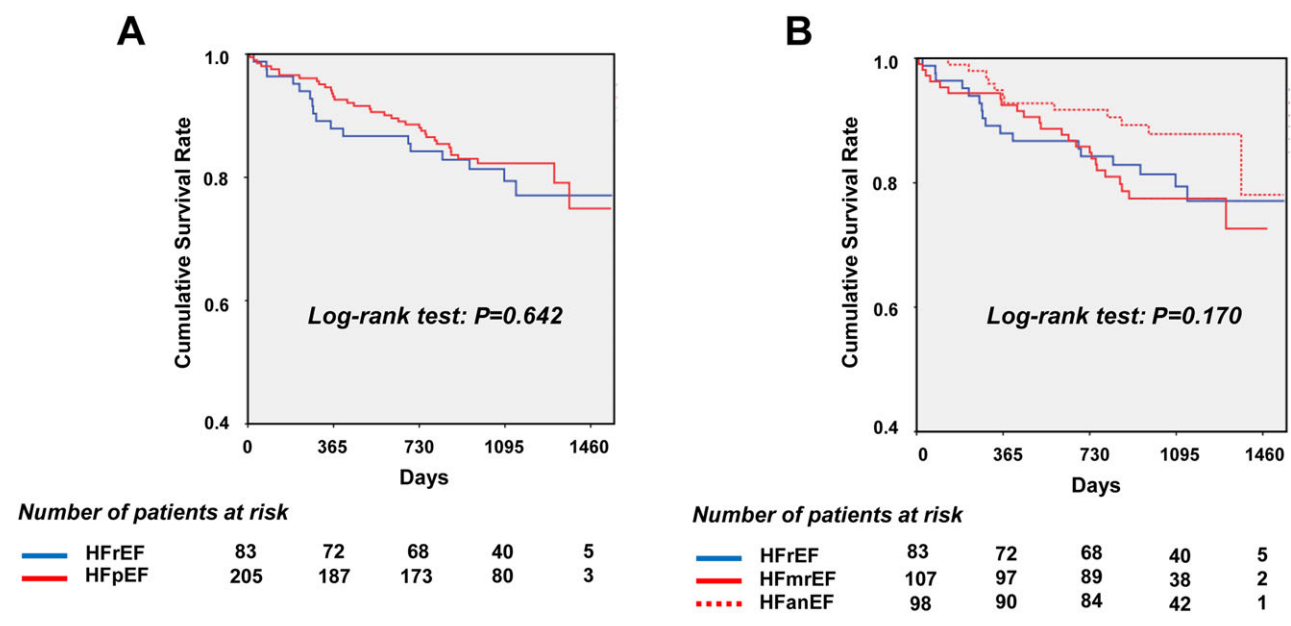 A
B
1.0
0.8
0.6
0.4
Cumulative Survival Rate
Log-rank test: P=0.642
0 365 730 1095 1460
Days
1.0
0.8
0.6
0.4
Cumulative Survival Rate
Log-rank test: P=0.170
0 365 730 1095 1460
Days
Number of patients at risk
HFrEF 83 72 68 40 5
HFpEF 205 187 173 80 3
Number of patients at risk
HFrEF 83 72 68 40 5
HFmrEF 107 97 89 38 2
HFanEF 98 90 84 42 1